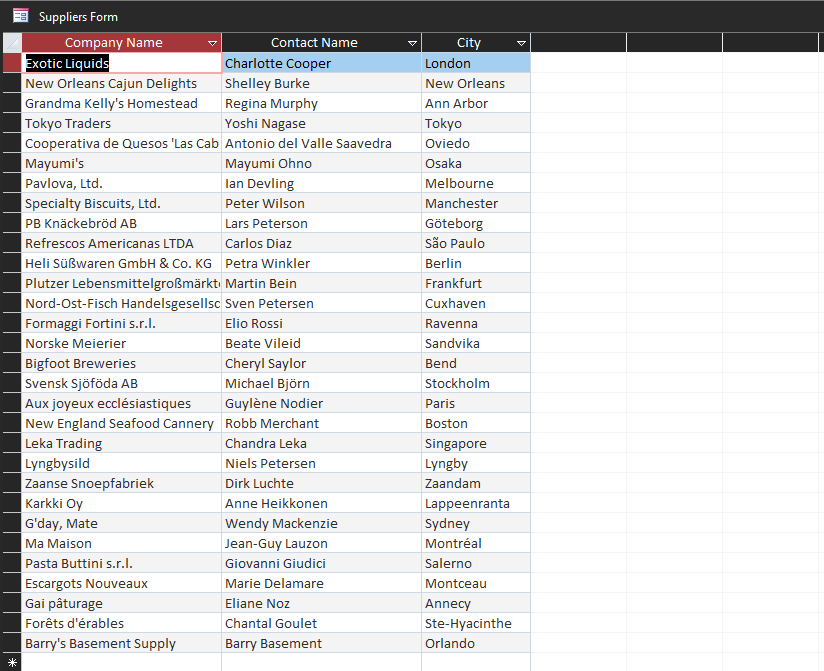 Suppliers Form
Company Name Contact Name City
Exotic Liquids Charlotte Cooper London
New Orleans Cajun Delights Shelley Burke New Orleans
Grandma Kelly's Homestead Regina Murphy Ann Arbor
Tokyo Traders Yoshi Nagase Tokyo
Cooperativa de Quesos 'Las Cab Antonio del Valle Saavedra Oviedo
Mayumi's Mayumi Ohno Osaka
Pavlova, Ltd. Ian Devling Melbourne
Specialty Biscuits, Ltd. Peter Wilson Manchester
PB Knäckebröd AB Lars Peterson Göteborg
Refrescos Americanas LTDA Carlos Diaz São Paulo
Heli Süßwaren GmbH & Co. KG Petra Winkler Berlin
Plutzer Lebensmittelgroßmärkte Martin Bein Frankfurt
Nord-Ost-Fisch Handelsgesellsc Sven Petersen Cuxhaven
Formaggi Fortini s.r.l. Elio Rossi Ravenna
Norske Meierier Beate Vileid Sandvika
Bigfoot Breweries Cheryl Saylor Bend
Svensk Sjöföda AB Michael Björn Stockholm
Aux joyeux ecclésiastiques Guylène Nodier Paris
New England Seafood Cannery Robb Merchant Boston
Leka Trading Chandra Leka Singapore
Lyngbysild Niels Petersen Lyngby
Zaanse Snoepfabriek Dirk Luchte Zaandam
Karkki Oy Anne Heikkonen Lappeenranta
G'day, Mate Wendy Mackenzie Sydney
Ma Maison Jean-Guy Lauzon Montréal
Pasta Buttini s.r.l. Giovanni Giudici Salerno
Escargots Nouveaux Marie Delamare Montceau
Gai pâturage Eliane Noz Annecy
Forêts d'érables Chantal Goulet Ste-Hyacinthe
Barry's Basement Supply Barry Basement Orlando